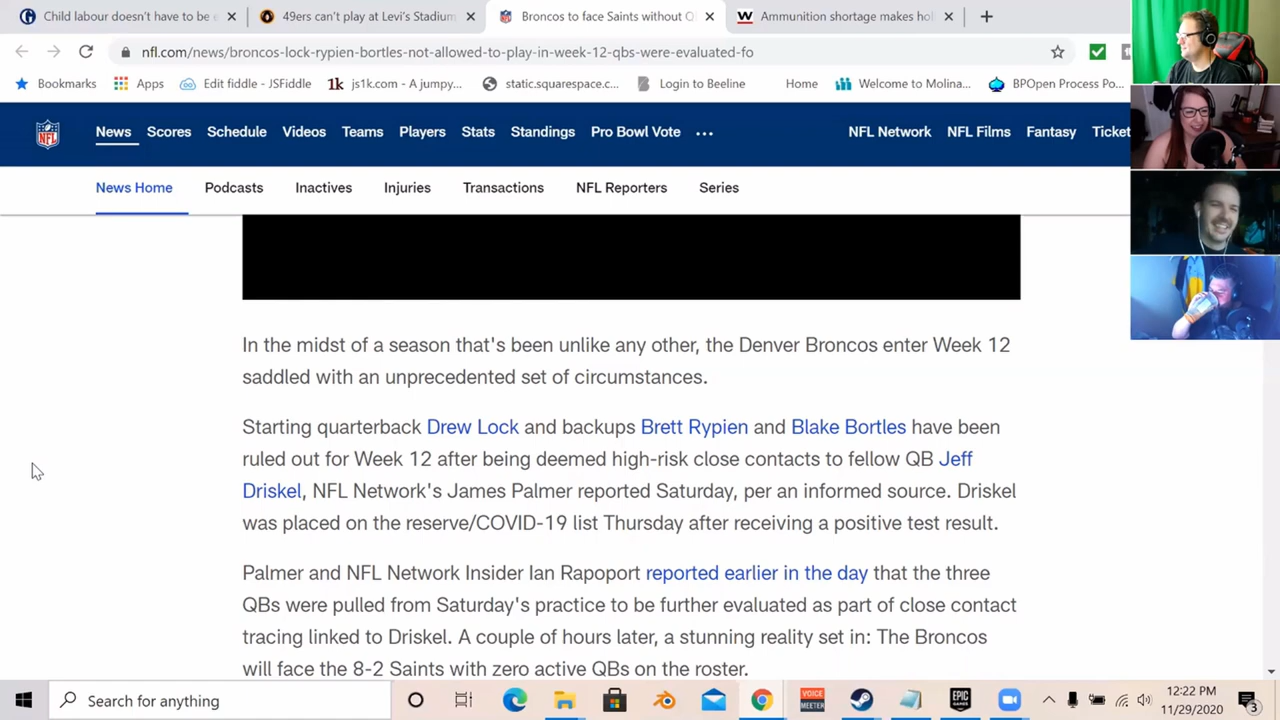 Child labour doesn't have to be
49ers can't play at Levi's Stadium
Broncos to face Saints without Q
Ammunition shortage makes hol
nfl.com/news/broncos-lock-rypien-bortles-not-allowed-to-play-in-week-12-qbs-were-evaluated-fo
Bookmarks Apps Edit fiddle - JSFiddle 1k js1k.com - A jumpy... static.squarespace.c... Login to Beeline Home Welcome to Molina... BPOpen Process Po...
NFL News Scores Schedule Videos Teams Players Stats Standings Pro Bowl Vote ... NFL Network NFL Films Fantasy Ticket
News Home Podcasts Inactives Injuries Transactions NFL Reporters Series
In the midst of a season that's been unlike any other, the Denver Broncos enter Week 12
saddled with an unprecedented set of circumstances.
Starting quarterback Drew Lock and backups Brett Rypien and Blake Bortles have been
ruled out for Week 12 after being deemed high-risk close contacts to fellow QB Jeff
Driskel, NFL Network's James Palmer reported Saturday, per an informed source. Driskel
was placed on the reserve/COVID-19 list Thursday after receiving a positive test result.
Palmer and NFL Network Insider Ian Rapoport reported earlier in the day that the three
QBs were pulled from Saturday's practice to be further evaluated as part of close contact
tracing linked to Driskel. A couple of hours later, a stunning reality set in: The Broncos
will face the 8-2 Saints with zero active QBs on the roster.
Search for anything
VOICE
MEETER
EPIC
GAMES
12:22 PM
11/29/2020
3